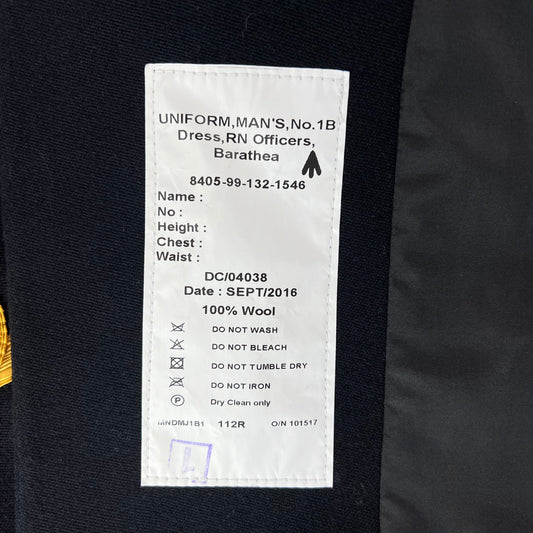 UNIFORM,MAN'S,No.1B
Dress,RN Officers,
Barathea
8405-99-132-1546
Name :
No :
Height :
Chest :
Waist :
DC/04038
Date : SEPT/2016
100% Wool
DO NOT WASH
DO NOT BLEACH
DO NOT TUMBLE DRY
DO NOT IRON
P Dry Clean only
MNDMJ1B1 112R O/N 101517